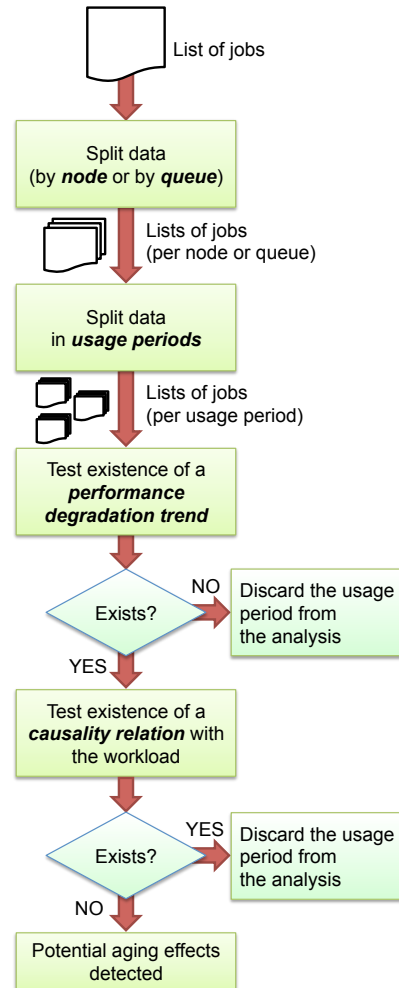 List of jobs
Split data
(by node or by queue)
Lists of jobs
(per node or queue)
Split data
in usage periods
Lists of jobs
(per usage period)
Test existence of a
performance
degradation trend
NO
Exists?
Discard the usage
period from
the analysis
YES
Test existence of a
causality relation with
the workload
YES
Exists?
Discard the usage
period from
the analysis
NO
Potential aging effects
detected